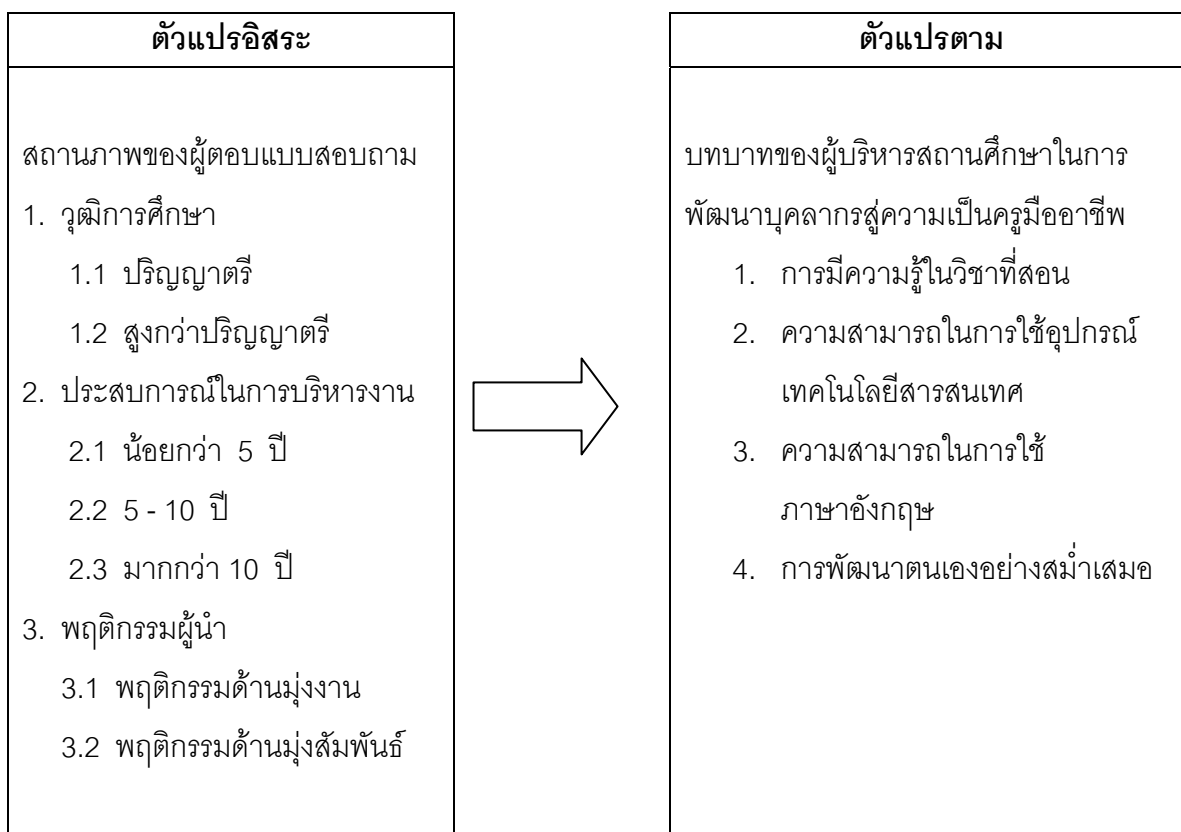 ตัวแปรอิสระ
สถานภาพของผู้ตอบแบบสอบถาม
1. วุฒิการศึกษา
1.1 ปริญญาตรี
1.2 สูงกว่าปริญญาตรี
2. ประสบการณ์ในการบริหารงาน
2.1 น้อยกว่า 5 ปี
2.2 5 - 10 ปี
2.3 มากกว่า 10 ปี
3. พฤติกรรมผู้นำ
3.1 พฤติกรรมด้านมุ่งงาน
3.2 พฤติกรรมด้านมุ่งสัมพันธ์
ตัวแปรตาม
บทบาทของผู้บริหารสถานศึกษาในการ
พัฒนาบุคลากรสู่ความเป็นครูมืออาชีพ
1. การมีความรู้ในวิชาที่สอน
2. ความสามารถในการใช้อุปกรณ์
เทคโนโลยีสารสนเทศ
3. ความสามารถในการใช้
ภาษาอังกฤษ
4. การพัฒนาตนเองอย่างสม่ำเสมอ